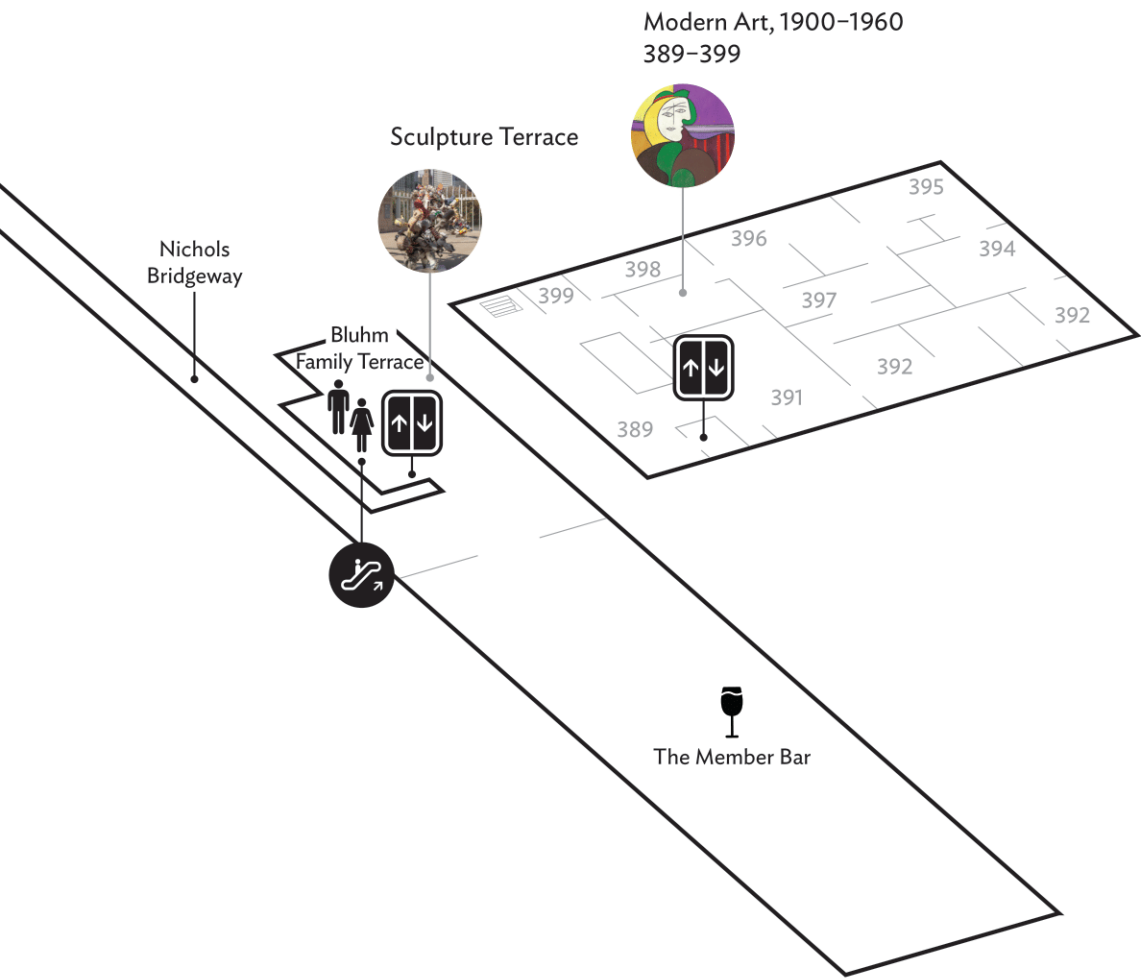 Modern Art, 1900–1960
389–399
Sculpture Terrace
Nichols
Bridgeway
Bluhm
Family Terrace
395
396
394
398
399
397
392
392
391
389
The Member Bar